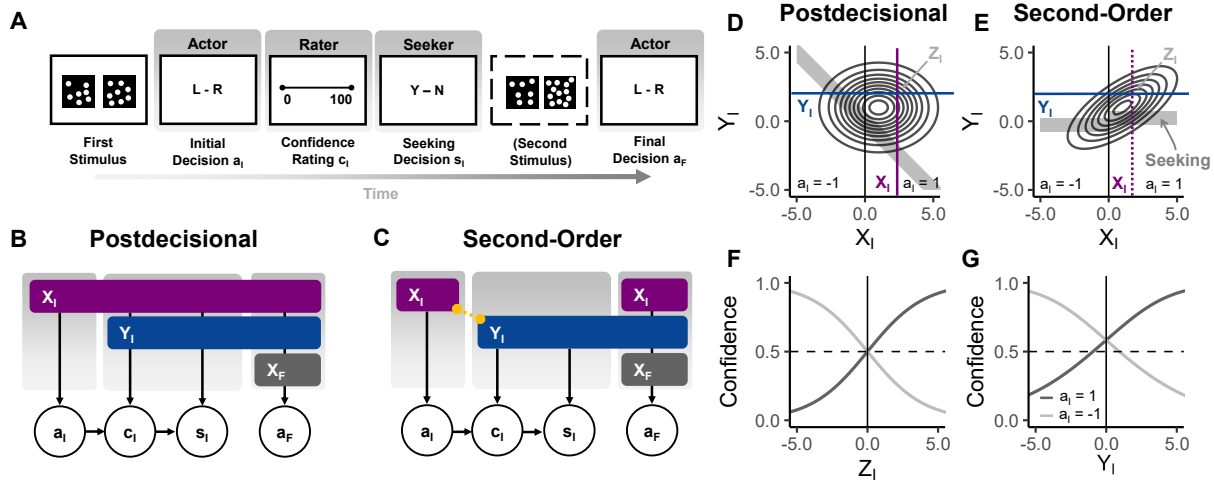 A
Actor
Rater
Seeker
Actor
L - R
0 100
Y – N
L - R
First
Stimulus
Initial
Decision aI
Confidence
Rating cI
Seeking
Decision sI
(Second
Stimulus)
Final
Decision aF
Time
B
Postdecisional
XI
YI
XF
aI
cI
sI
aF
C
Second-Order
XI
XI
YI
XF
aI
cI
sI
aF
D
Postdecisional
YI
5.0
0.0
-5.0
ZI
YI
XI
aI = -1
aI = 1
-5.0 0.0 5.0
XI
E
Second-Order
YI
5.0
0.0
-5.0
ZI
YI
Seeking
XI
aI = -1
aI = 1
-5.0 0.0 5.0
XI
F
Confidence
1.0
0.5
0.0
-5.0 0.0 5.0
ZI
G
Confidence
1.0
0.5
0.0
aI = 1
aI = -1
-5.0 0.0 5.0
YI